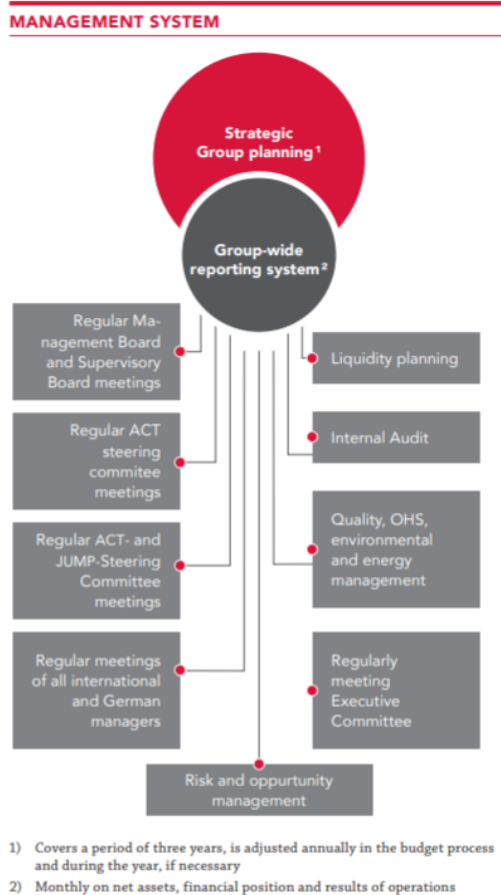 MANAGEMENT SYSTEM
Strategic
Group planning¹
Group-wide
reporting system²
Regular Ma-
nagement Board
and Supervisory
Board meetings
Regular ACT
steering
commitee
meetings
Regular ACT- and
JUMP-Steering
Committee
meetings
Regular meetings
of all international
and German
managers
Liquidity planning
Internal Audit
Quality, OHS,
environmental
and energy
management
Regularly
meeting
Executive
Committee
Risk and oppurtunity
management
1) Covers a period of three years, is adjusted annually in the budget process
and during the year, if necessary
2) Monthly on net assets, financial position and results of operations